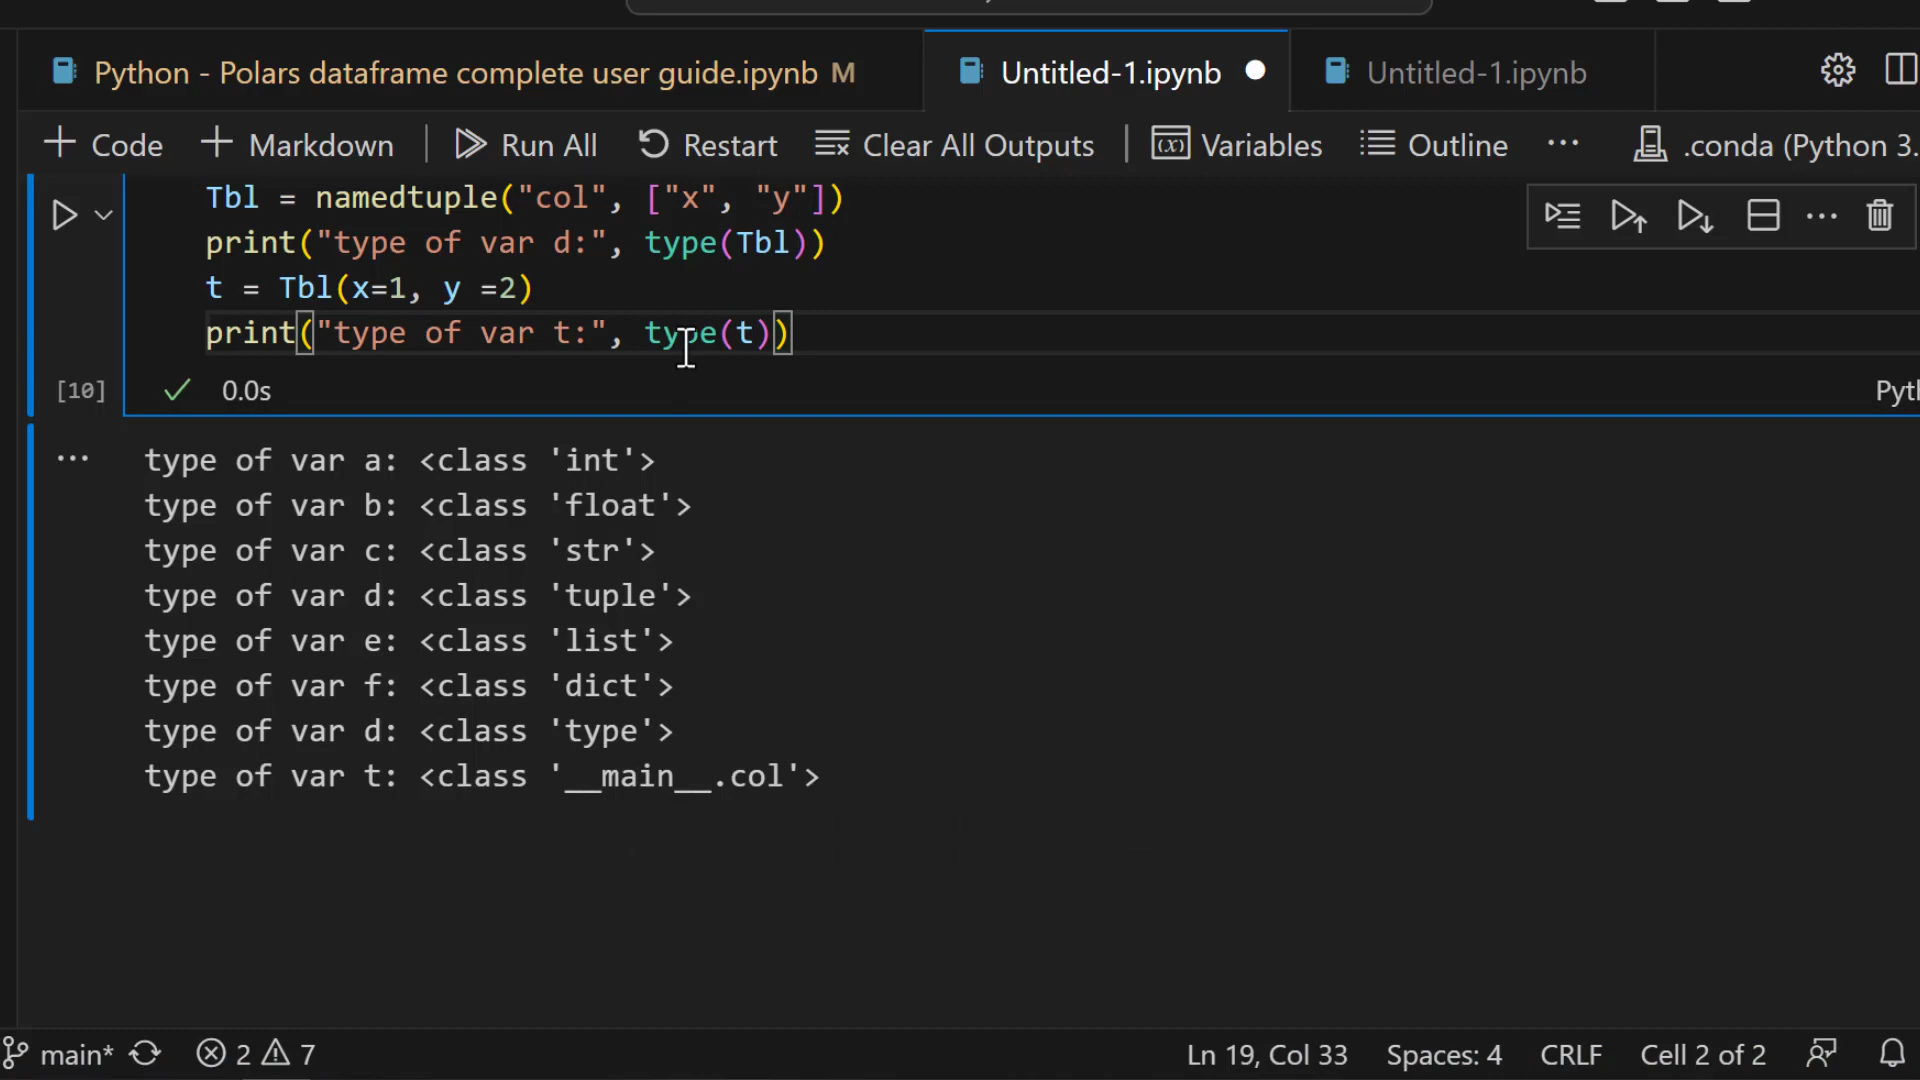 Python - Polars dataframe complete user guide.ipynb M
Untitled-1.ipynb
Untitled-1.ipynb
Code
Markdown
Run All
Restart
Clear All Outputs
Variables
Outline
.conda (Python 3.
Tbl = namedtuple("col", ["x", "y"])
print("type of var d:", type(Tbl))
t = Tbl(x=1, y =2)
print("type of var t:", type(t))
[10]
0.0s
Pyth
type of var a: <class 'int'>
type of var b: <class 'float'>
type of var c: <class 'str'>
type of var d: <class 'tuple'>
type of var e: <class 'list'>
type of var f: <class 'dict'>
type of var d: <class 'type'>
type of var t: <class '__main__.col'>
main*
2
7
Ln 19, Col 33
Spaces: 4
CRLF
Cell 2 of 2